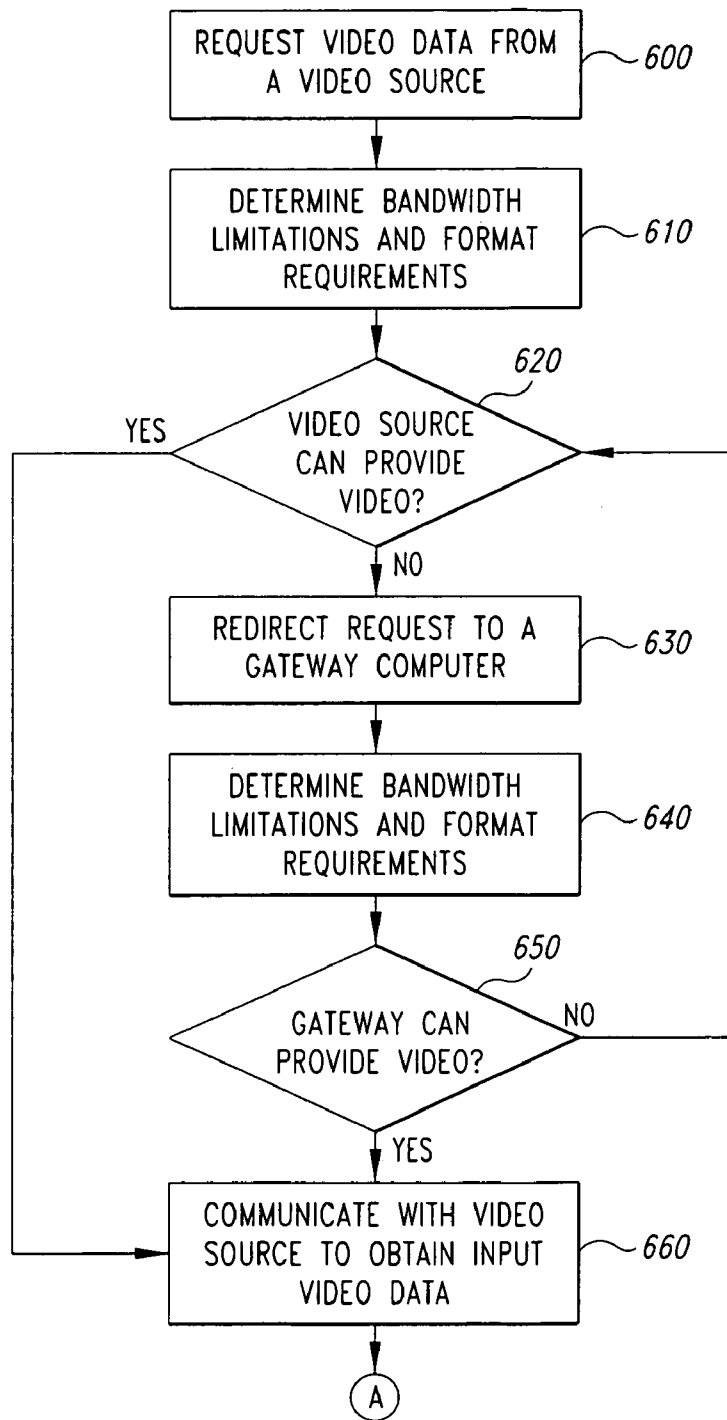 REQUEST VIDEO DATA FROM
A VIDEO SOURCE
600
DETERMINE BANDWIDTH
LIMITATIONS AND FORMAT
REQUIREMENTS
610
620
YES
VIDEO SOURCE
CAN PROVIDE
VIDEO?
NO
REDIRECT REQUEST TO A
GATEWAY COMPUTER
630
DETERMINE BANDWIDTH
LIMITATIONS AND FORMAT
REQUIREMENTS
640
650
GATEWAY CAN
PROVIDE VIDEO?
NO
YES
COMMUNICATE WITH VIDEO
SOURCE TO OBTAIN INPUT
VIDEO DATA
660
A